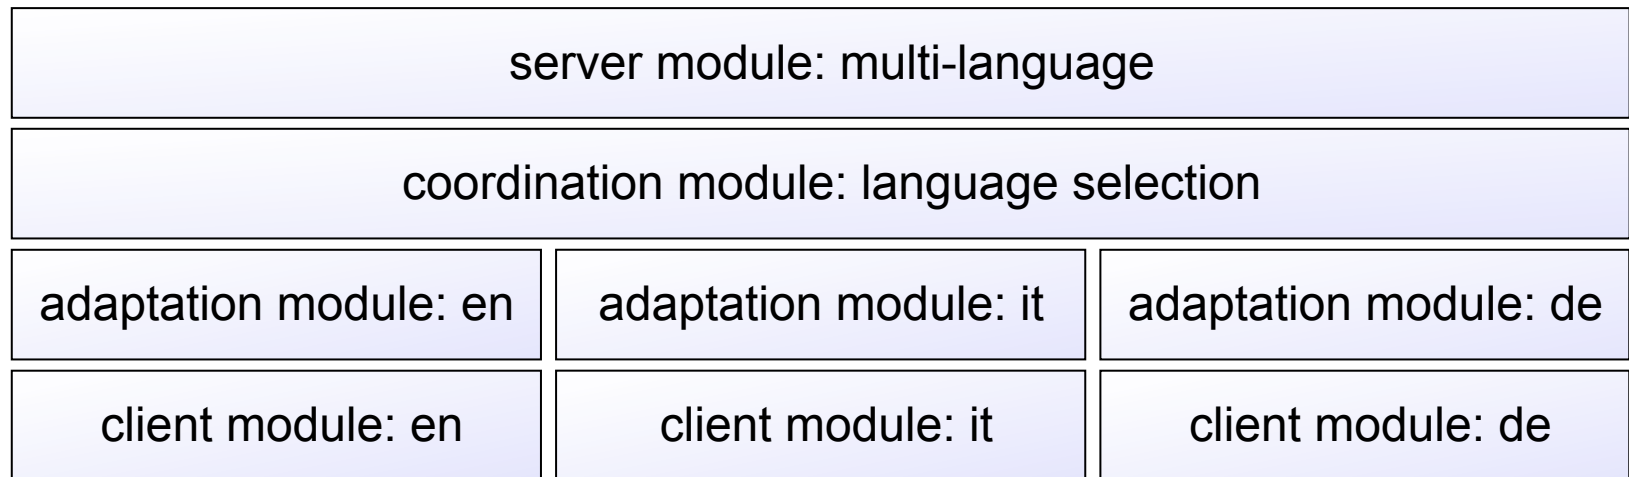 server module: multi-language
coordination module: language selection
adaptation module: en
adaptation module: it
adaptation module: de
client module: en
client module: it
client module: de